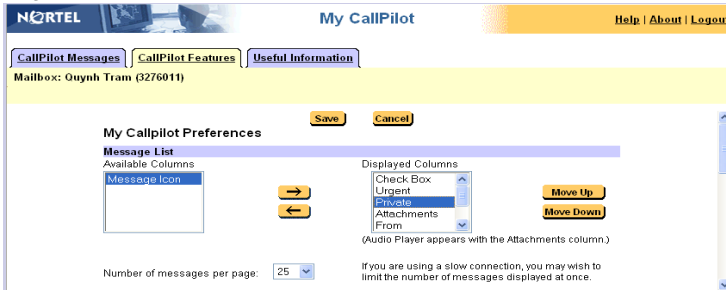 NORTEL My CallPilot Help | About | Logout
CallPilot Messages CallPilot Features Useful Information
Mailbox: Quynh Tram (3276011)
Save Cancel
My Callpilot Preferences
Message List
Available Columns Displayed Columns
Message Icon
Check Box
Urgent
Private
Attachments
From
→
←
Move Up
Move Down
(Audio Player appears with the Attachments column.)
Number of messages per page: 25
If you are using a slow connection, you may wish to
limit the number of messages displayed at once.